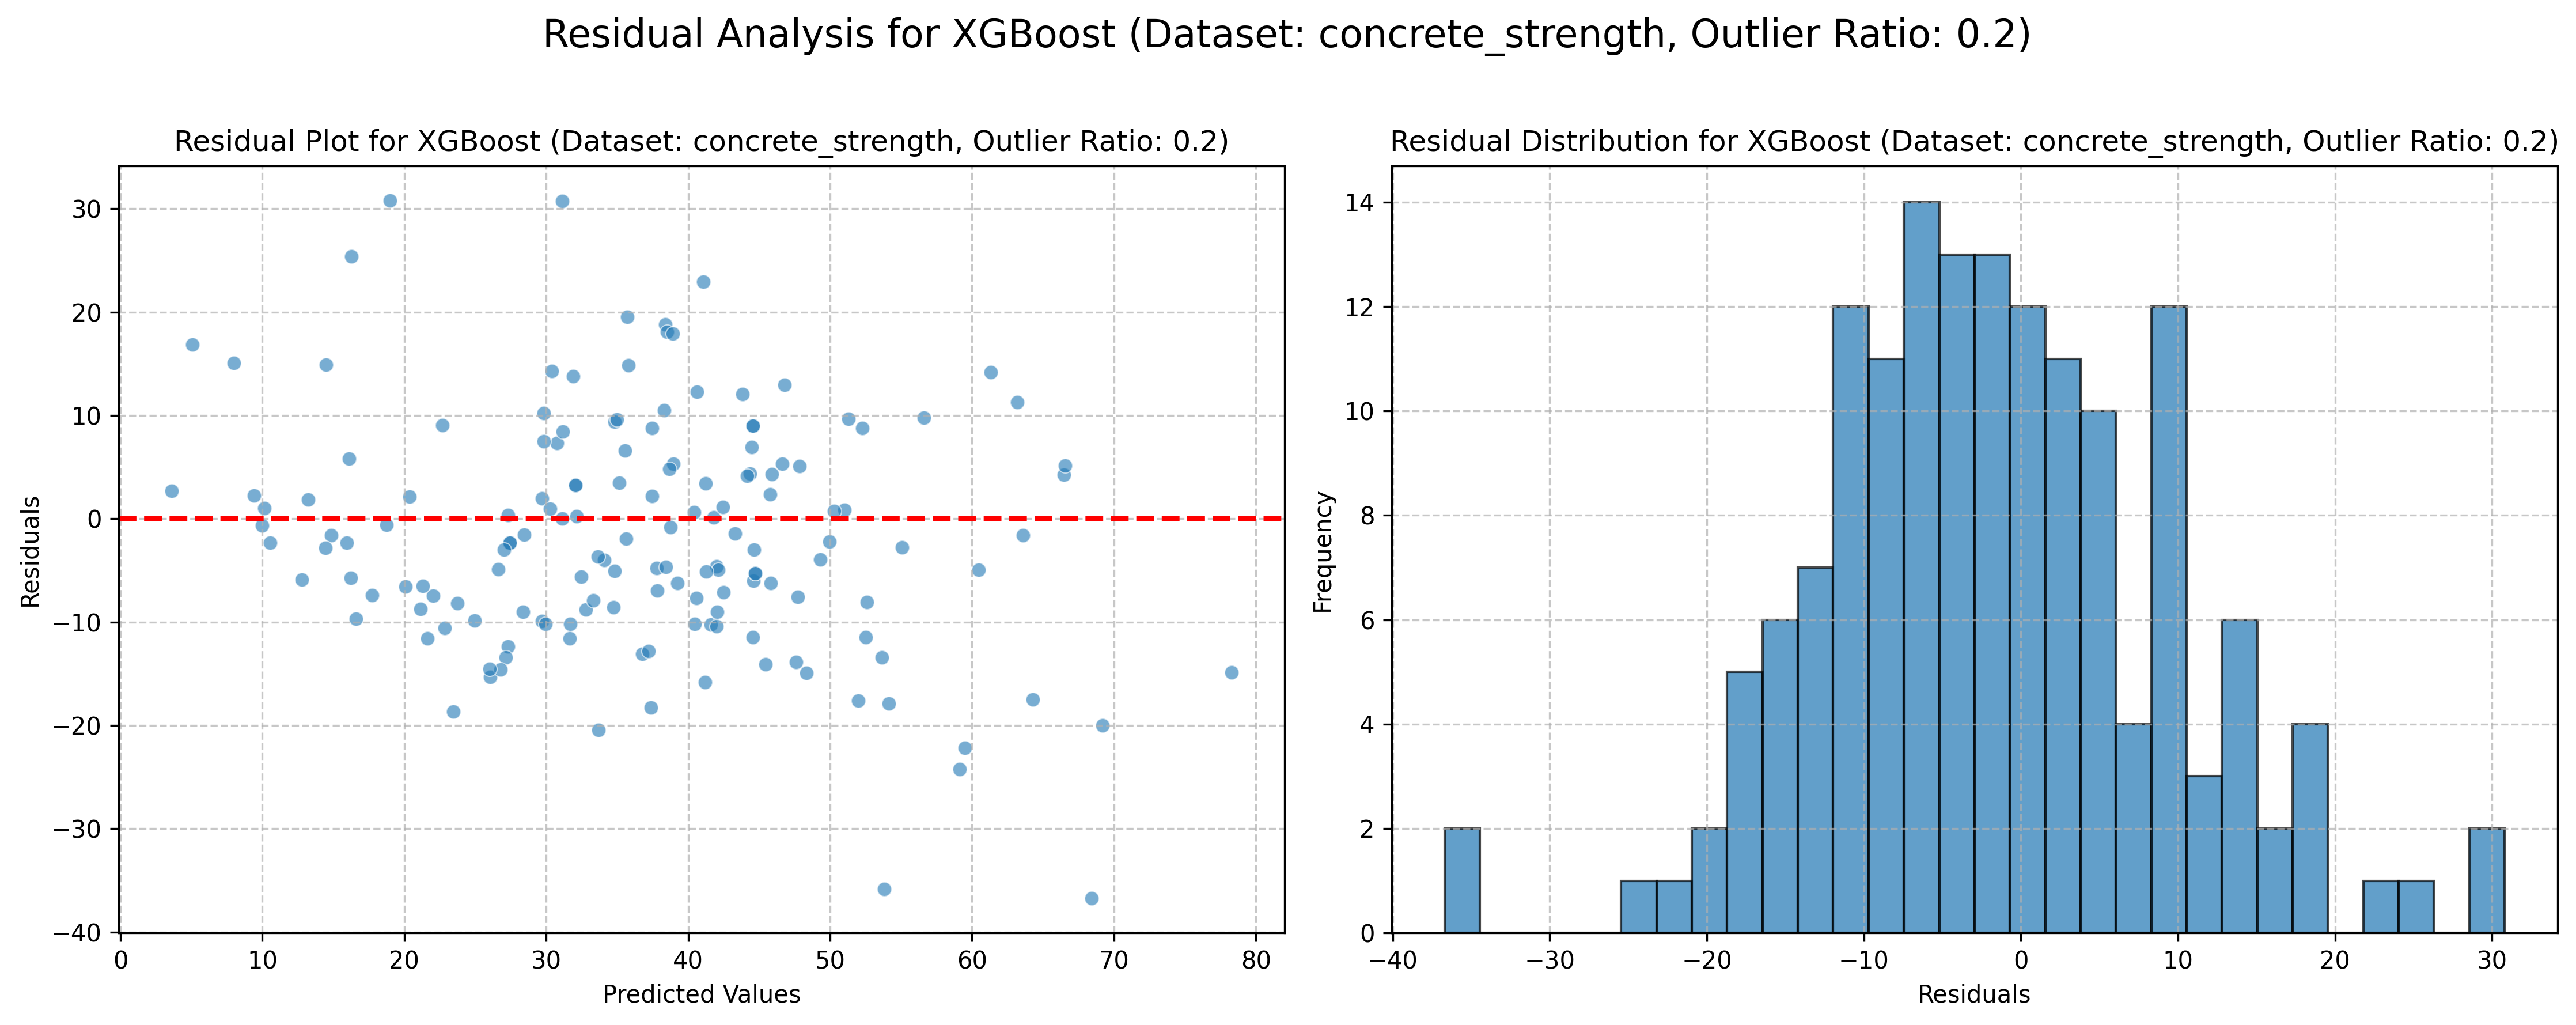 Residual Analysis for XGBoost (Dataset: concrete_strength, Outlier Ratio: 0.2)
Residual Plot for XGBoost (Dataset: concrete_strength, Outlier Ratio: 0.2)
30
20
10
0
−10
−20
−30
−40
Residuals
0 10 20 30 40 50 60 70 80
Predicted Values
Residual Distribution for XGBoost (Dataset: concrete_strength, Outlier Ratio: 0.2)
14
12
10
8
6
4
2
0
Frequency
−40 −30 −20 −10 0 10 20 30
Residuals